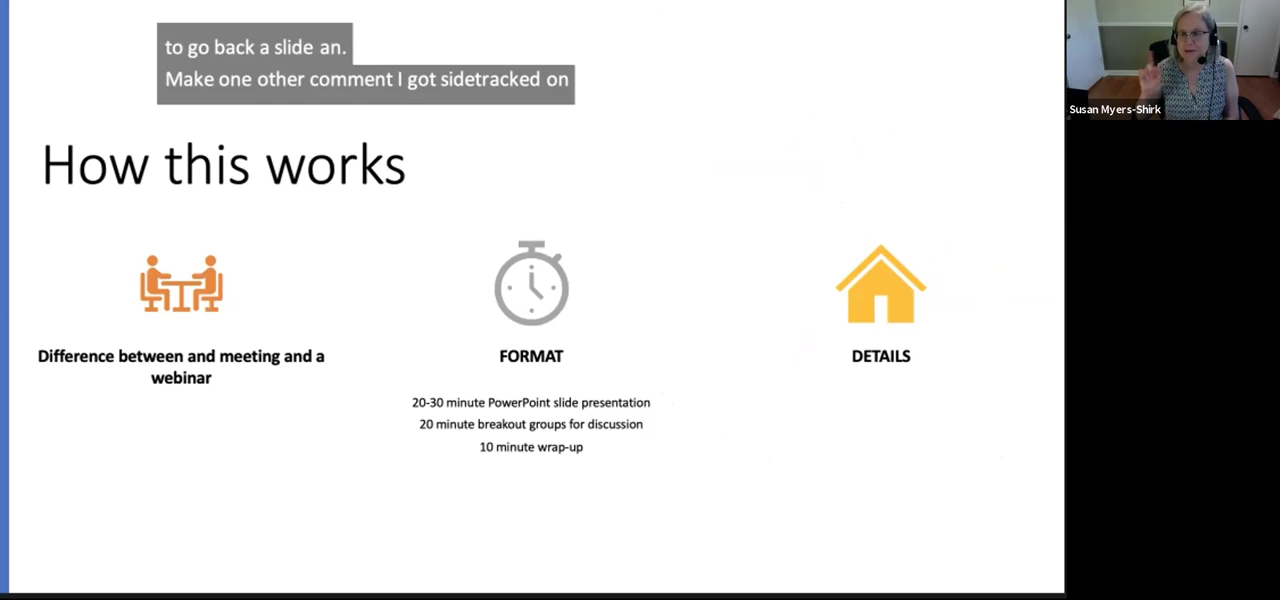 to go back a slide an.
Make one other comment I got sidetracked on
Susan Myers-Shirk
How this works
Difference between and meeting and a
webinar
FORMAT
20-30 minute PowerPoint slide presentation
20 minute breakout groups for discussion
10 minute wrap-up
DETAILS